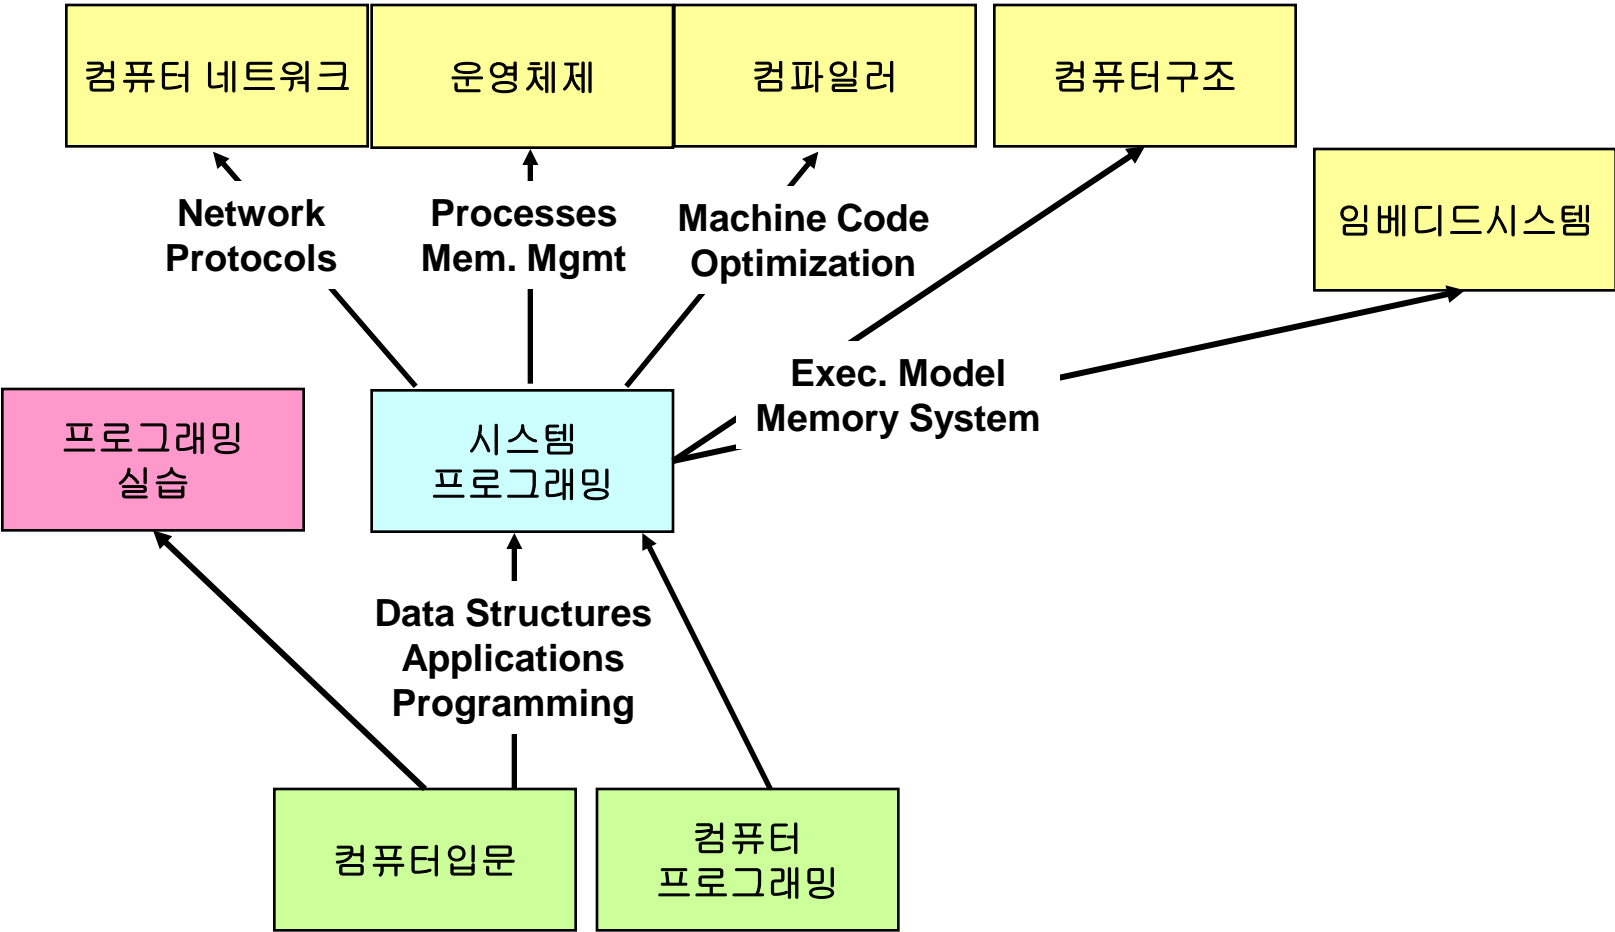 컴퓨터 네트워크
운영체제
컴파일러
컴퓨터구조
임베디드시스템
Network
Protocols
Processes
Mem. Mgmt
Machine Code
Optimization
Exec. Model
Memory System
프로그래밍
실습
시스템
프로그래밍
Data Structures
Applications
Programming
컴퓨터입문
컴퓨터
프로그래밍